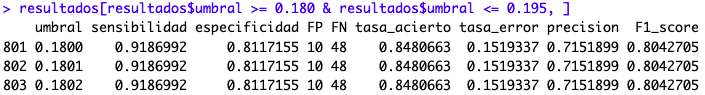 > resultados[resultados$umbral >= 0.180 & resultados$umbral <= 0.195, ]
umbral sensibilidad especificidad FP FN tasa_acierto tasa_error precision F1_score
801 0.1800 0.9186992 0.8117155 10 48 0.8480663 0.1519337 0.7151899 0.8042705
802 0.1801 0.9186992 0.8117155 10 48 0.8480663 0.1519337 0.7151899 0.8042705
803 0.1802 0.9186992 0.8117155 10 48 0.8480663 0.1519337 0.7151899 0.8042705